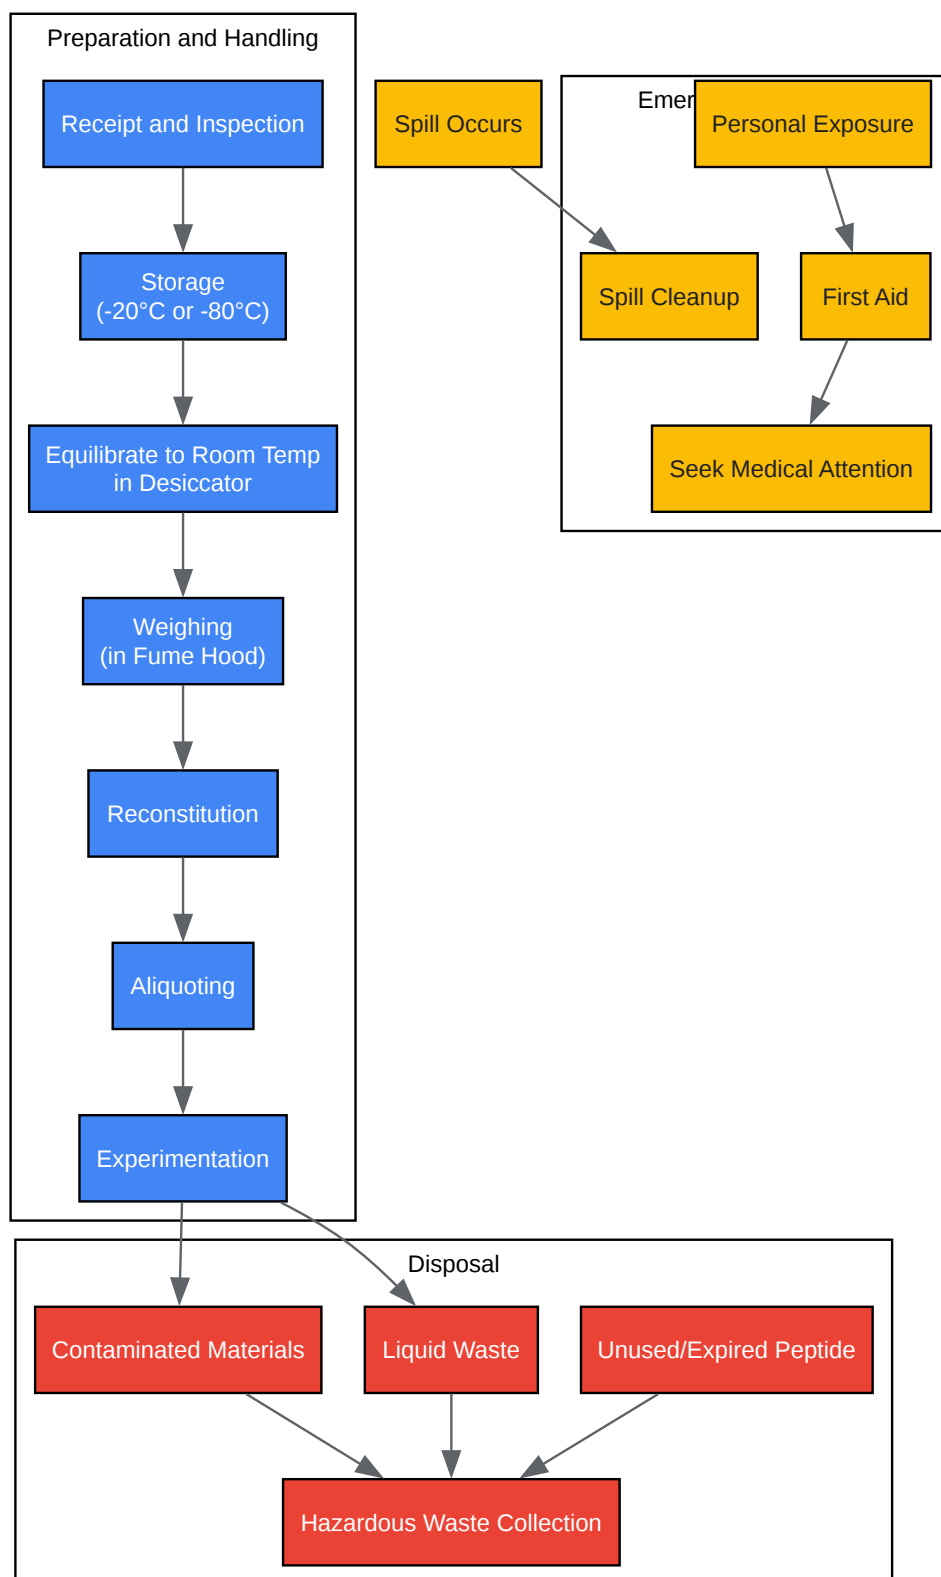 Preparation and Handling
Receipt and Inspection
Storage
(-20°C or -80°C)
Equilibrate to Room Temp
in Desiccator
Weighing
(in Fume Hood)
Reconstitution
Aliquoting
Experimentation
Spill Occurs
Emer
Personal Exposure
Spill Cleanup
First Aid
Seek Medical Attention
Disposal
Contaminated Materials
Liquid Waste
Unused/Expired Peptide
Hazardous Waste Collection